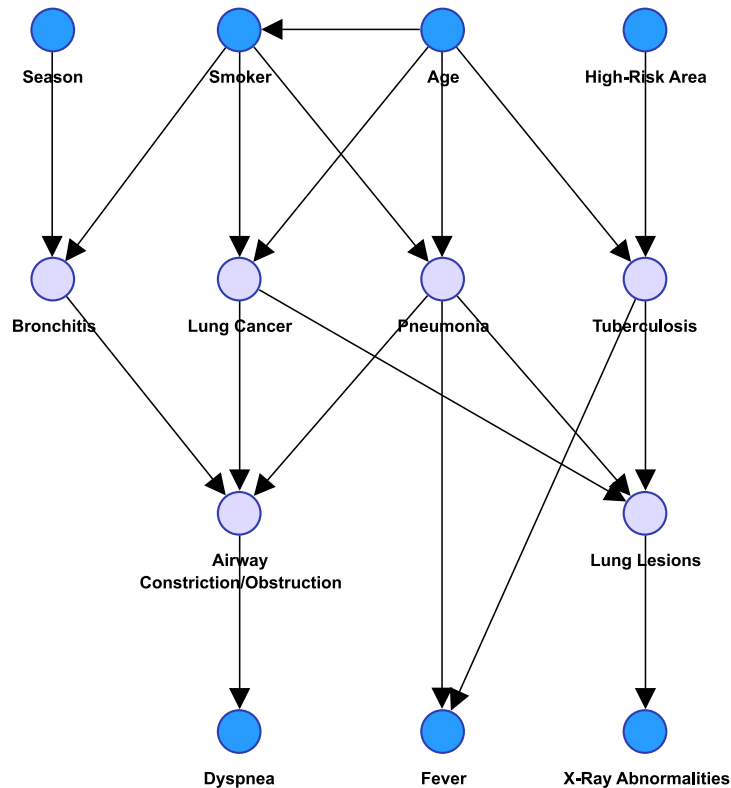 Season
Smoker
Age
High-Risk Area
Bronchitis
Lung Cancer
Pneumonia
Tuberculosis
Airway
Constriction/Obstruction
Lung Lesions
Dyspnea
Fever
X-Ray Abnormalities